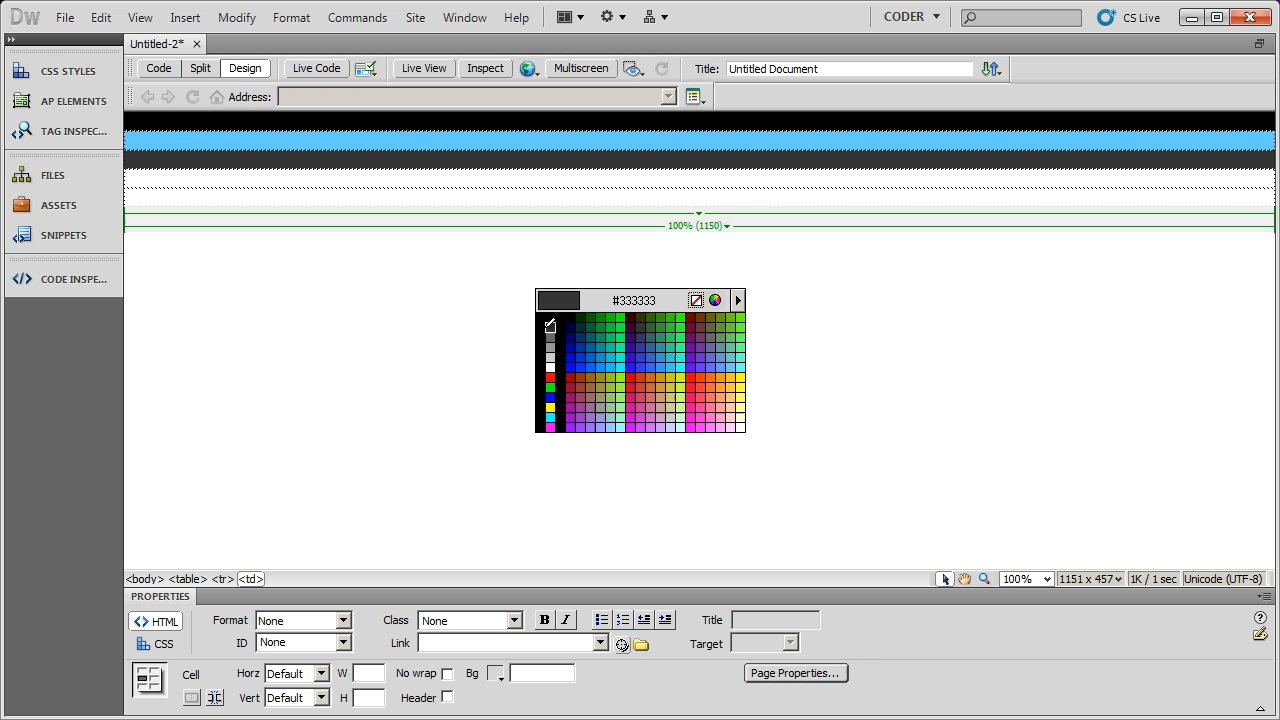 Dw File Edit View Insert Modify Format Commands Site Window Help CODER CS Live
Untitled-2*
Code Split Design Live Code Live View Inspect Multiscreen Title: Untitled Document
Address:
CSS STYLES
AP ELEMENTS
TAG INSPEC...
FILES
ASSETS
SNIPPETS
CODE INSPE...
100% (1150)
#333333
<body> <table> <tr> <td> 100% 1151 x 457 1K / 1 sec Unicode (UTF-8)
PROPERTIES
HTML Format None Class None B I Title
CSS ID None Link Target
Cell Horz Default W No wrap Bg Page Properties...
Vert Default H Header